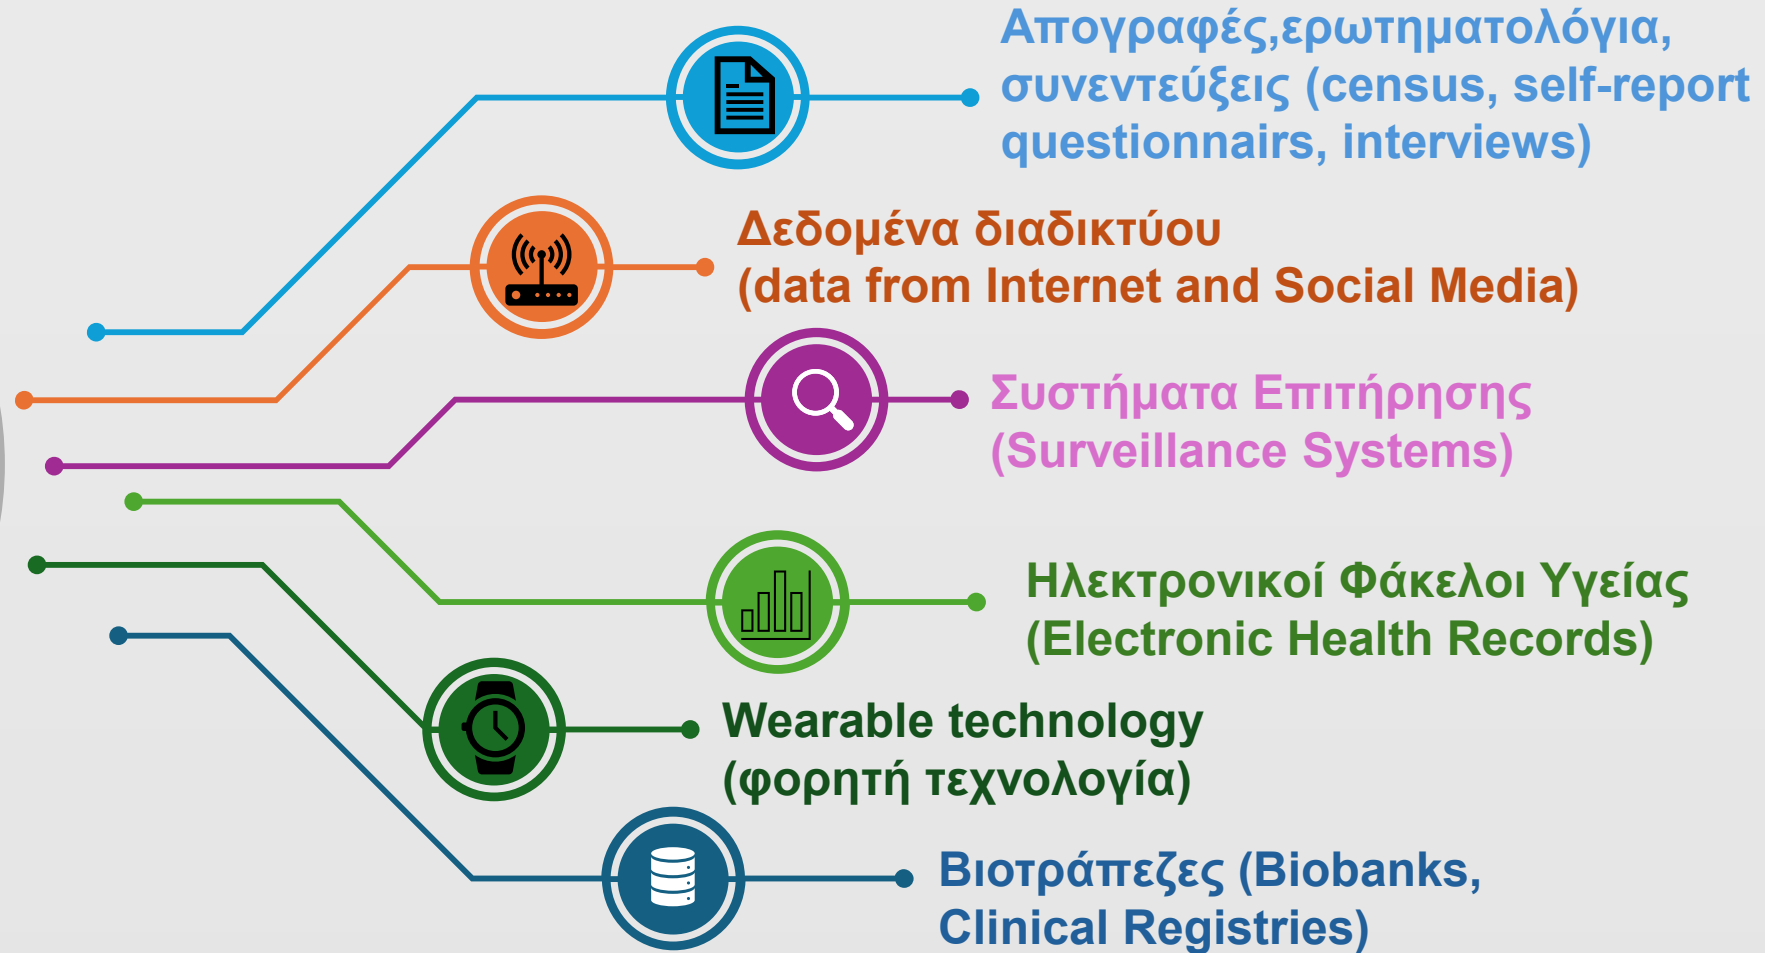 Απογραφές,ερωτηματολόγια,
συνεντεύξεις (census, self-report
questionnairs, interviews)
Δεδομένα διαδικτύου
(data from Internet and Social Media)
Συστήματα Επιτήρησης
(Surveillance Systems)
Ηλεκτρονικοί Φάκελοι Υγείας
(Electronic Health Records)
Wearable technology
(φορητή τεχνολογία)
Βιοτράπεζες (Biobanks,
Clinical Registries)